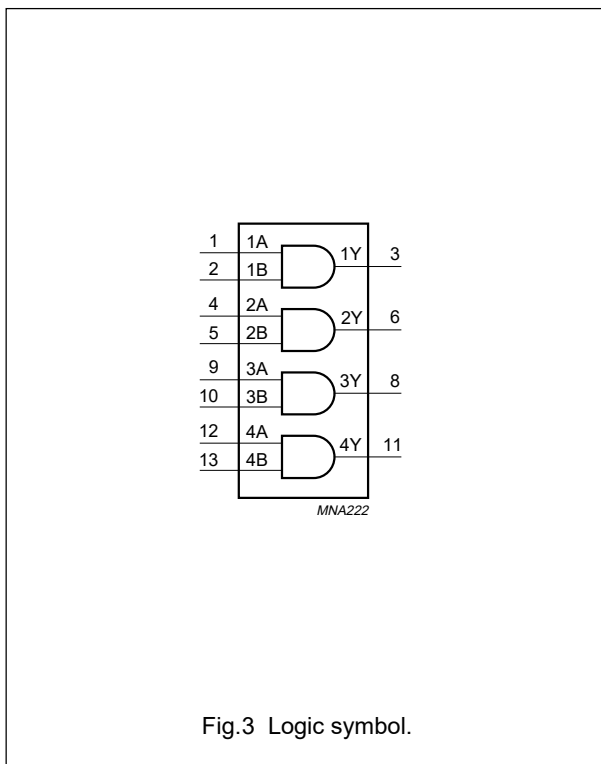 1 1A 1Y 3
2 1B
4 2A 2Y 6
5 2B
9 3A 3Y 8
10 3B
12 4A 4Y 11
13 4B
MNA222
Fig.3 Logic symbol.